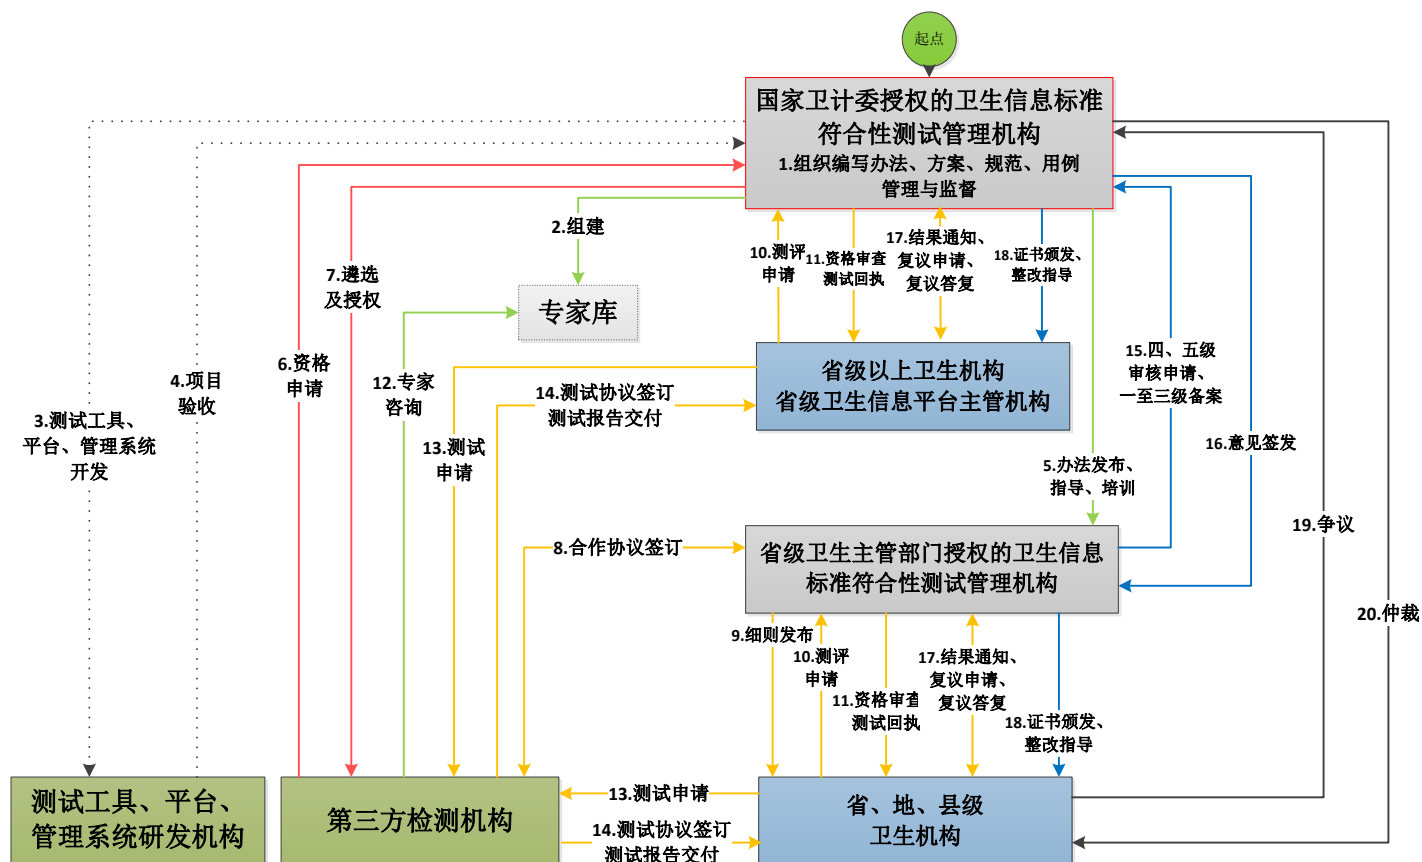 起点
国家卫计委授权的卫生信息标准
符合性测试管理机构
1.组织编写办法、方案、规范、用例
管理与监督
2.组建
10.测评
申请
11.资格审查
测试回执
17.结果通知、
复议申请、
复议答复
18.证书颁发、
整改指导
7.遴选
及授权
专家库
6.资格
申请
4.项目
验收
12.专家
咨询
3.测试工具、
平台、管理系统
开发
14.测试协议签订
测试报告交付
13.测试
申请
省级以上卫生机构
省级卫生信息平台主管机构
15.四、五级
审核申请、
一至三级备案
16.意见签发
5.办法发布、
指导、培训
19.争议
20.仲裁
8.合作协议签订
省级卫生主管部门授权的卫生信息
标准符合性测试管理机构
9.细则发布
10.测评
申请
11.资格审查
测试回执
17.结果通知、
复议申请、
复议答复
18.证书颁发、
整改指导
测试工具、平台、
管理系统研发机构
第三方检测机构
13.测试申请
14.测试协议签订
测试报告交付
省、地、县级
卫生机构